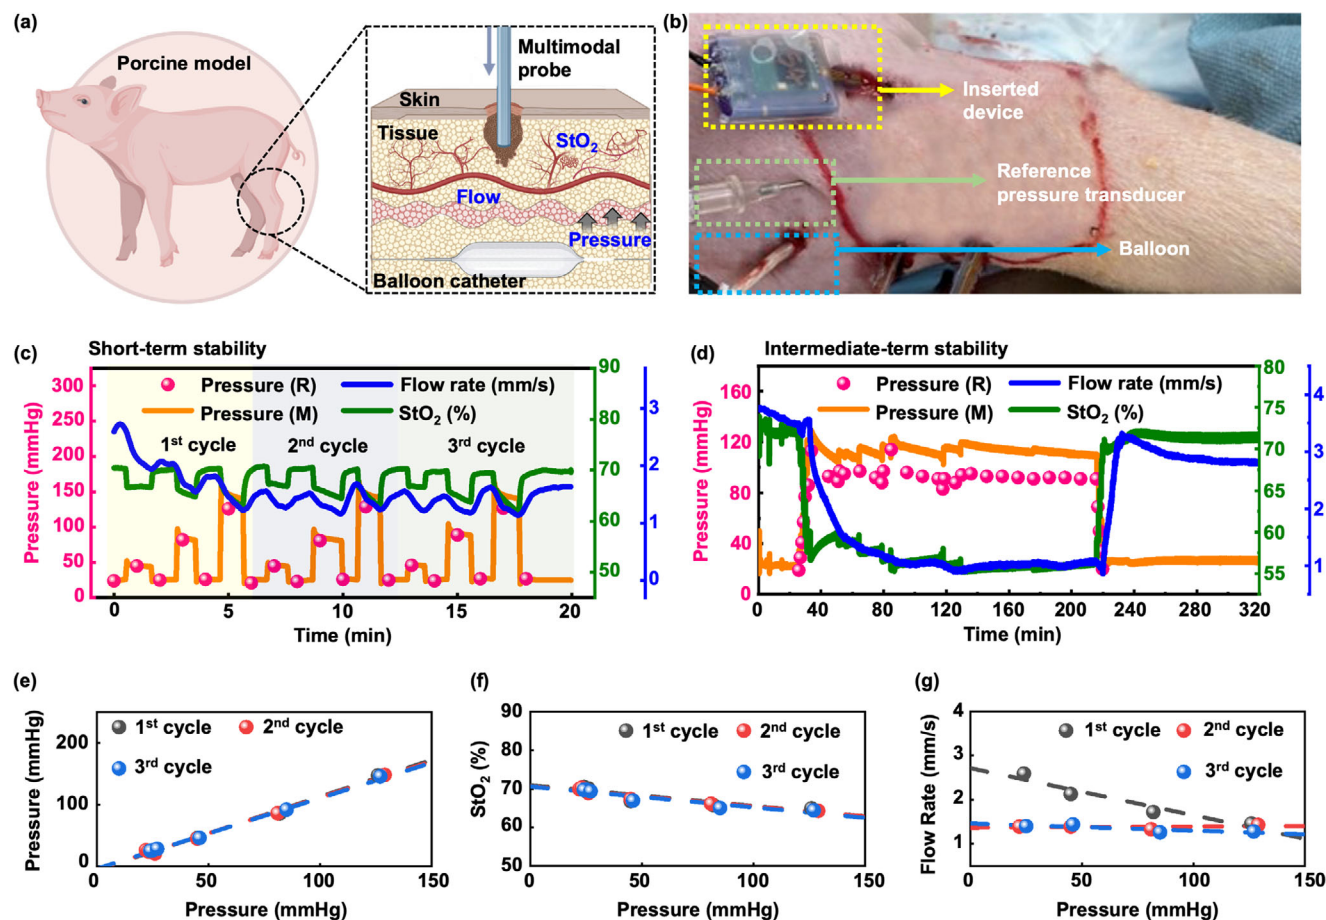 (a)
Porcine model
Multimodal
probe
Skin
Tissue
StO2
Flow
Pressure
Balloon catheter
(b)
Inserted
device
Reference
pressure transducer
Balloon
(c)
Short-term stability
Pressure (R)
Flow rate (mm/s)
Pressure (M)
StO2 (%)
1st cycle
2nd cycle
3rd cycle
Pressure (mmHg)
300
250
200
150
100
50
0
90
80
70
60
50
3
2
1
0
0 5 10 15 20
Time (min)
(d)
Intermediate-term stability
Pressure (R)
Flow rate (mm/s)
Pressure (M)
StO2 (%)
Pressure (mmHg)
160
120
80
40
0
80
75
70
65
60
55
4
3
2
1
0 40 80 120 160 200 240 280 320
Time (min)
(e)
1st cycle
2nd cycle
3rd cycle
Pressure (mmHg)
200
100
0
0 50 100 150
Pressure (mmHg)
(f)
1st cycle
2nd cycle
3rd cycle
StO2 (%)
90
80
70
60
50
0 50 100 150
Pressure (mmHg)
(g)
1st cycle
2nd cycle
3rd cycle
Flow Rate (mm/s)
4
3
2
1
0 50 100 150
Pressure (mmHg)